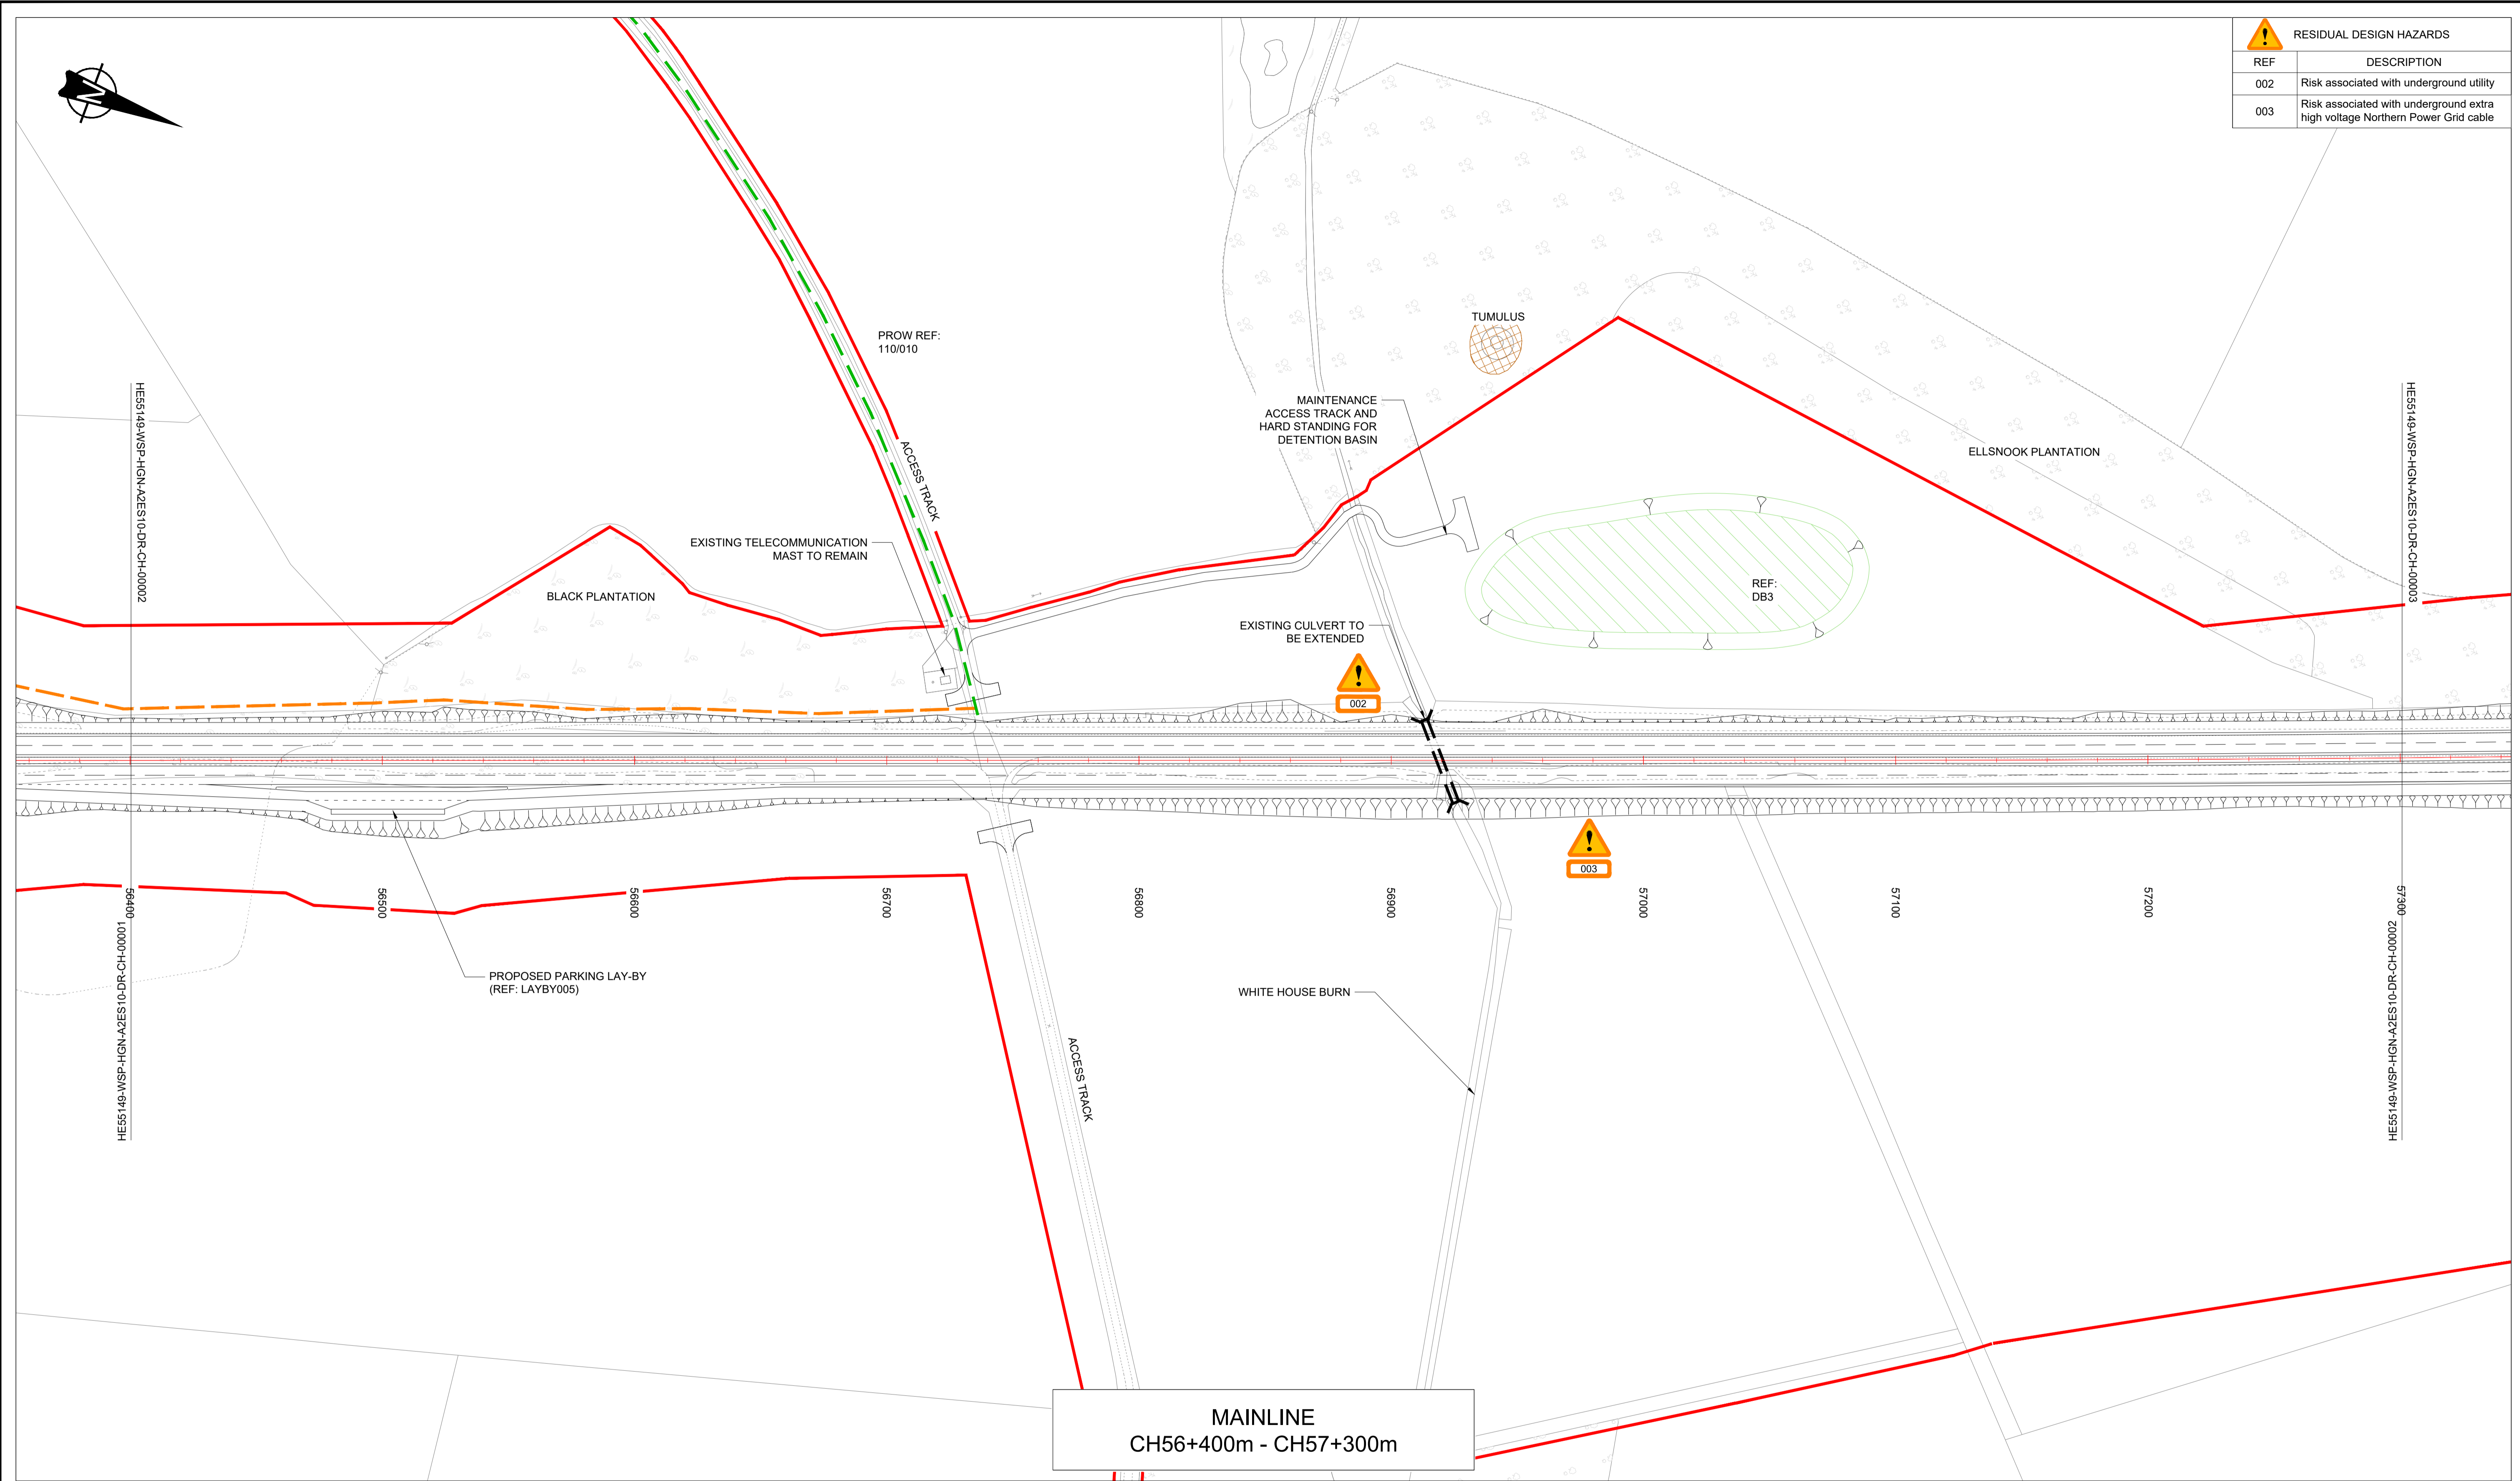 RESIDUAL DESIGN HAZARDS
REF DESCRIPTION
002 Risk associated with underground utility
003 Risk associated with underground extra
high voltage Northern Power Grid cable
N
PROW REF:
110/010
TUMULUS
MAINTENANCE
ACCESS TRACK AND
HARD STANDING FOR
DETENTION BASIN
ELLSNOOK PLANTATION
HE55149-WSP-HGN-A2ES10-DR-CH-00002
HE55149-WSP-HGN-A2ES10-DR-CH-00003
ACCESS TRACK
EXISTING TELECOMMUNICATION
MAST TO REMAIN
BLACK PLANTATION
REF:
DB3
EXISTING CULVERT TO
BE EXTENDED
002
003
56400
56500
56600
56700
56800
56900
57000
57100
57200
57300
HE55149-WSP-HGN-A2ES10-DR-CH-00001
HE55149-WSP-HGN-A2ES10-DR-CH-00002
PROPOSED PARKING LAY-BY
(REF: LAYBY005)
WHITE HOUSE BURN
ACCESS TRACK
MAINLINE
CH56+400m - CH57+300m